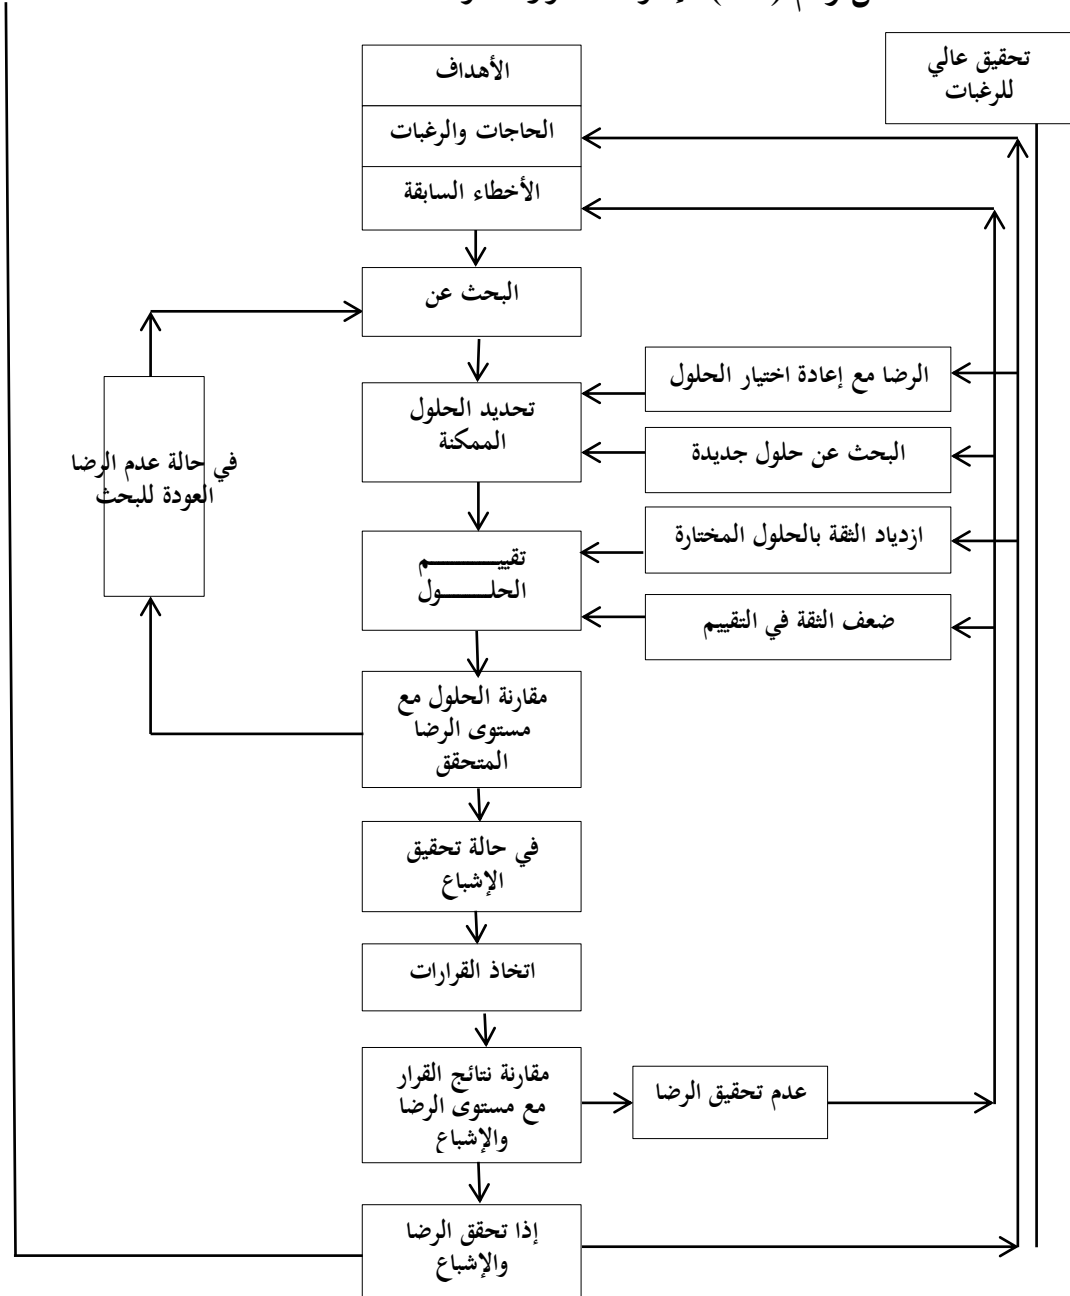 تحقيق عالي
للرغبات
الأهداف
الحاجات والرغبات
الأخطاء السابقة
البحث عن
الرضا مع إعادة اختيار الحلول
تحديد الحلول
الممكنة
البحث عن حلول جديدة
في حالة عدم الرضا
العودة للبحث
ازدياد الثقة بالحلول المختارة
تقييــــــــــم
الحلــــــــول
ضعف الثقة في التقييم
مقارنة الحلول مع
مستوى الرضا
المتحقق
في حالة تحقيق
الإشباع
اتخاذ القرارات
مقارنة نتائج القرار
مع مستوى الرضا
والإشباع
عدم تحقيق الرضا
إذا تحقق الرضا
والإشباع